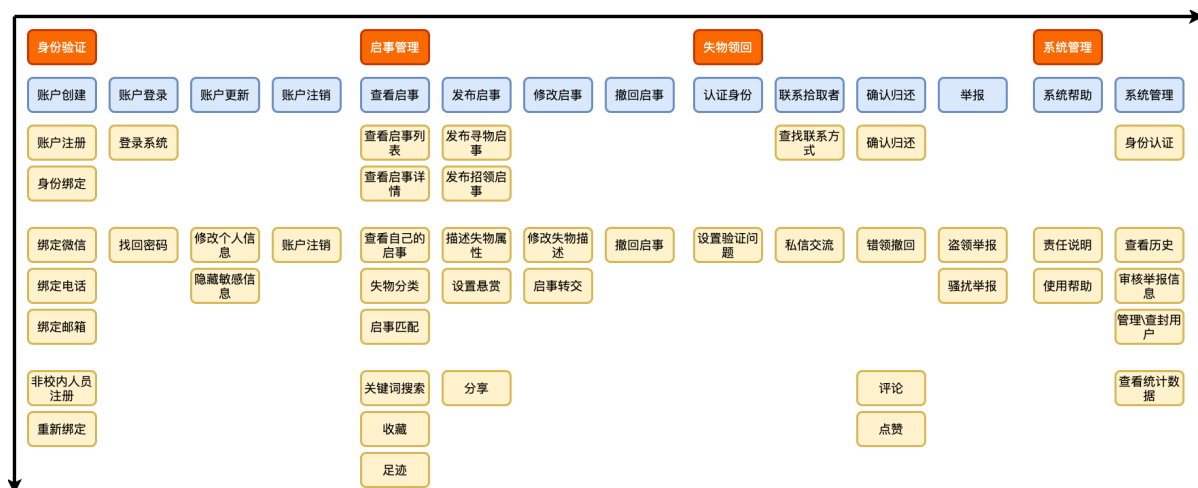 身份验证
启事管理
失物领回
系统管理
账户创建
账户登录
账户更新
账户注销
查看启事
发布启事
修改启事
撤回启事
认证身份
联系拾取者
确认归还
举报
系统帮助
系统管理
账户注册
登录系统
查看启事列
表
发布寻物启
事
查找联系方
式
确认归还
身份认证
身份绑定
查看启事详
情
发布招领启
事
绑定微信
找回密码
修改个人信
息
账户注销
查看自己的
启事
描述失物属
性
修改失物描
述
撤回启事
设置验证问
题
私信交流
错领撤回
盗领举报
责任说明
查看历史
绑定电话
隐藏敏感信
息
失物分类
设置悬赏
启事转交
骚扰举报
使用帮助
审核举报信
息
绑定邮箱
启事匹配
管理\查封用
户
非校内人员
注册
关键词搜索
分享
评论
查看统计数
据
重新绑定
收藏
点赞
足迹